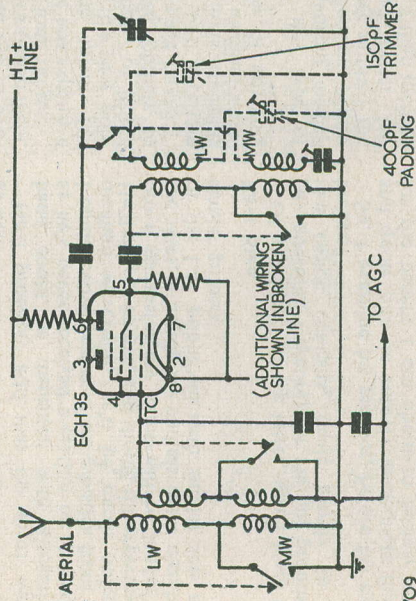 HT+
LINE
150pF
TRIMMER
400pF
PADDING
LW
MW
6
5
3
4
7
2
8
TC
ECH35
(ADDITIONAL WIRING
SHOWN IN BROKEN
LINE)
TO AGC
AERIAL
LW
MW